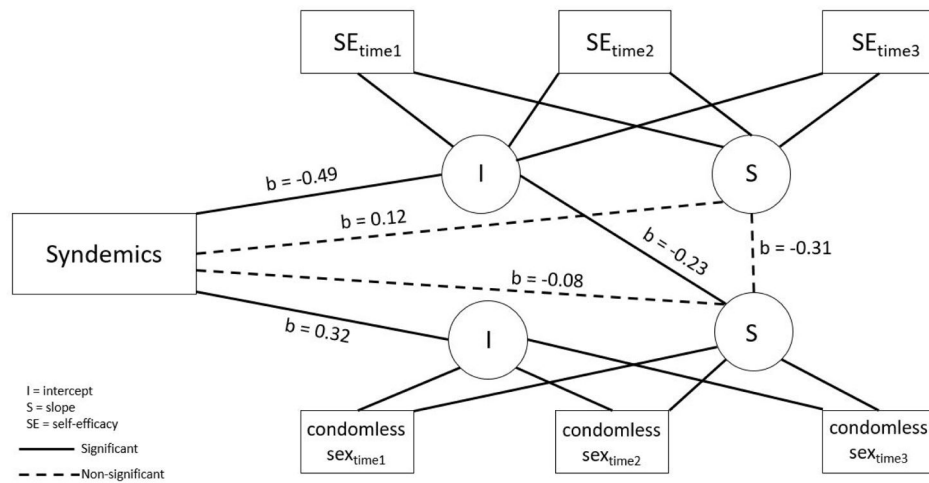 SEtime1
SEtime2
SEtime3
I
S
b = -0.49
b = 0.12
b = -0.23
b = -0.31
Syndemics
b = -0.08
b = 0.32
I
S
I = intercept
S = slope
SE = self-efficacy
Significant
Non-significant
condomless
sextime1
condomless
sextime2
condomless
sextime3